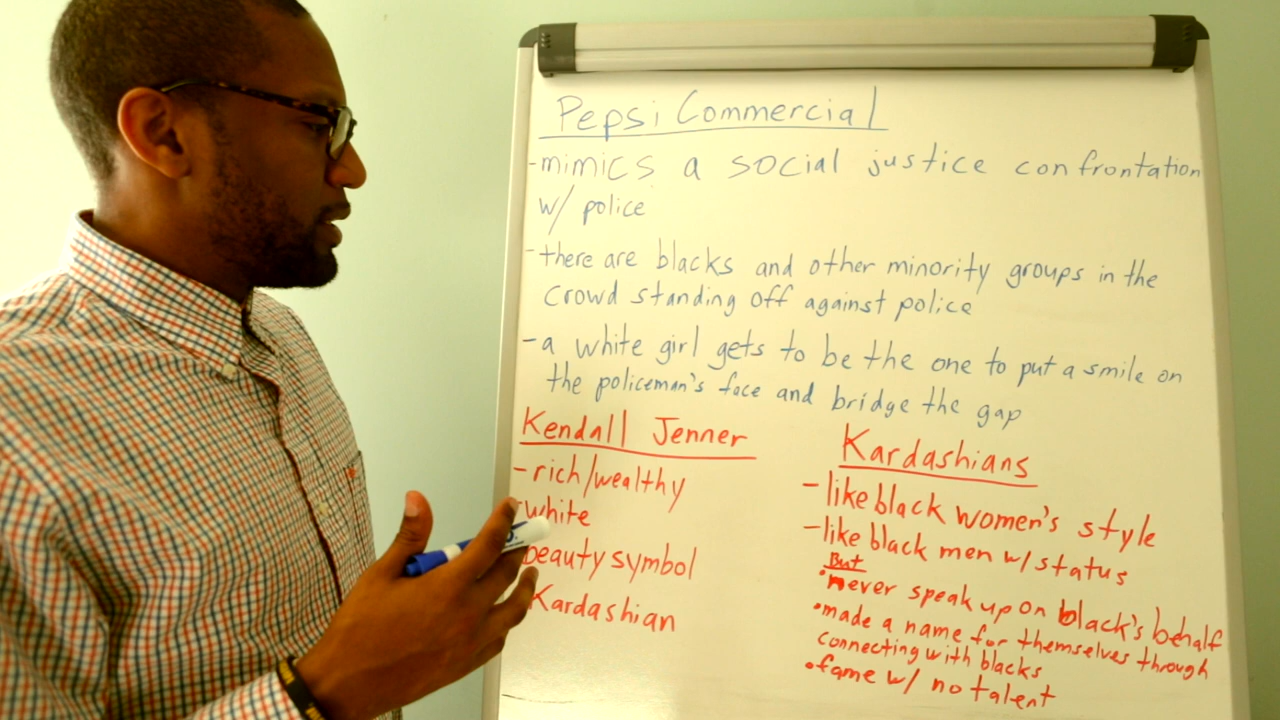 Pepsi Commercial
-mimics a social justice confrontation
w/ police
-there are blacks and other minority groups in the
crowd standing off against police
-a white girl gets to be the one to put a smile on
the policeman's face and bridge the gap
Kendall Jenner
-rich/wealthy
-white
beauty symbol
Kardashian
Kardashians
-like black women's style
-like black men w/ status
But
•never speak up on black's behalf
•made a name for themselves through
connecting with blacks
•fame w/ no talent